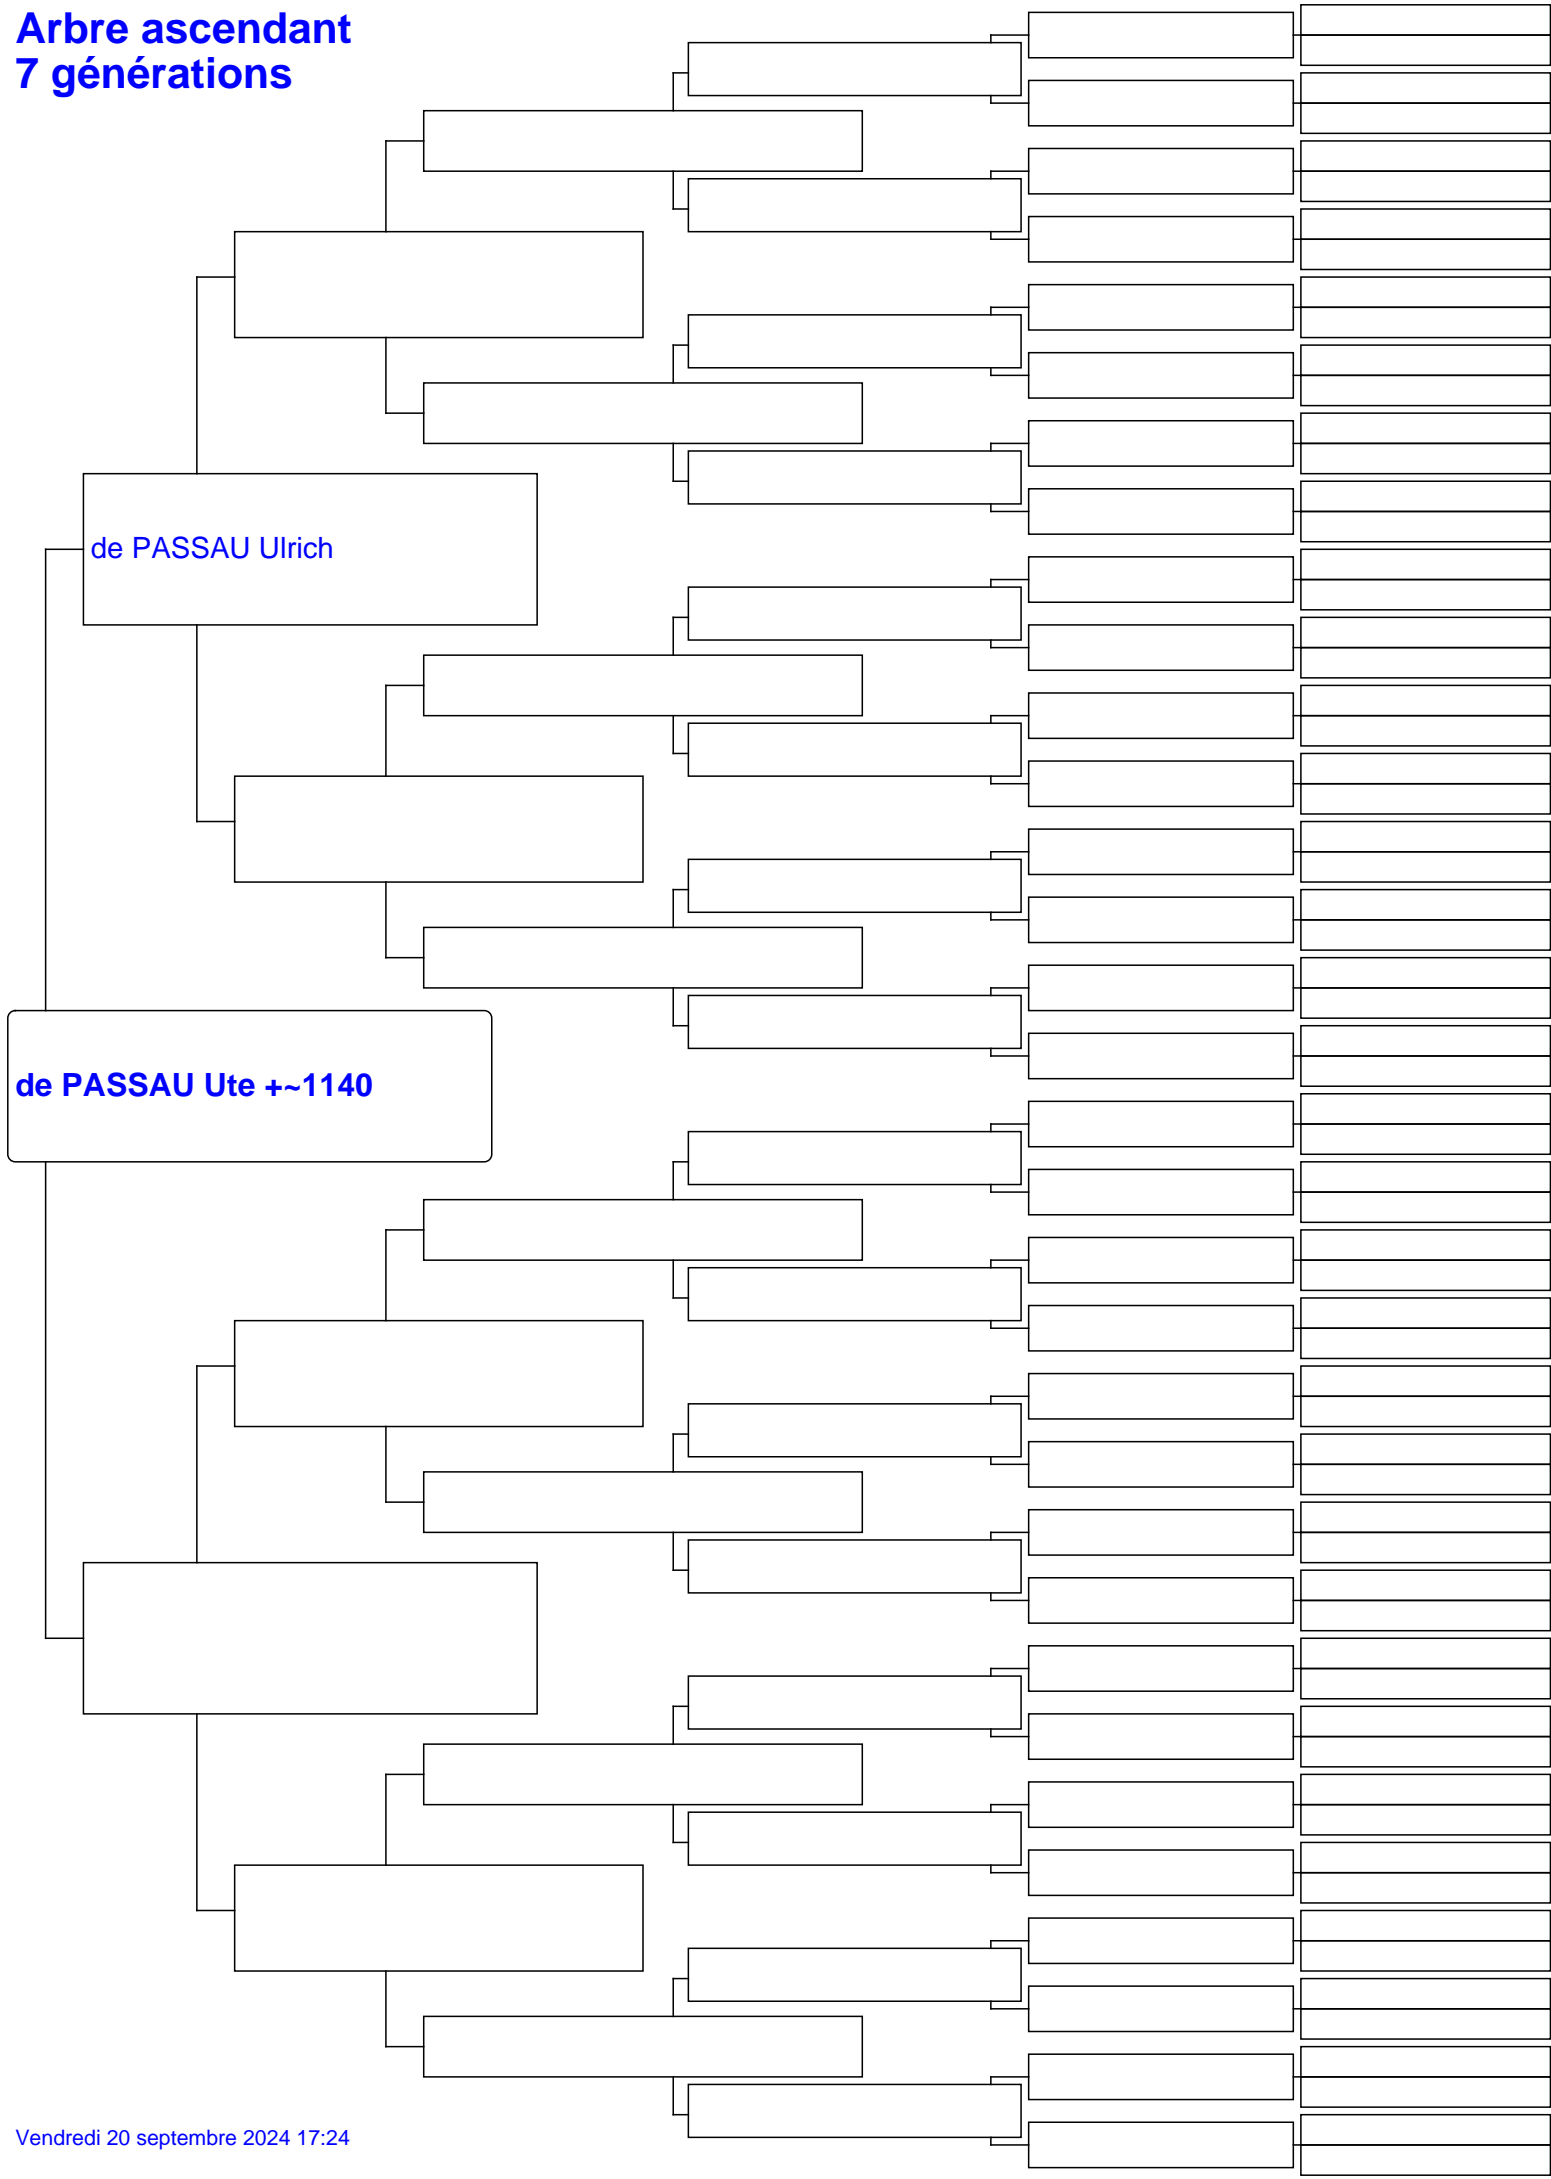 Arbre ascendant
7 générations
de PASSAU Ulrich
de PASSAU Ute +~1140
Vendredi 20 septembre 2024 17:24